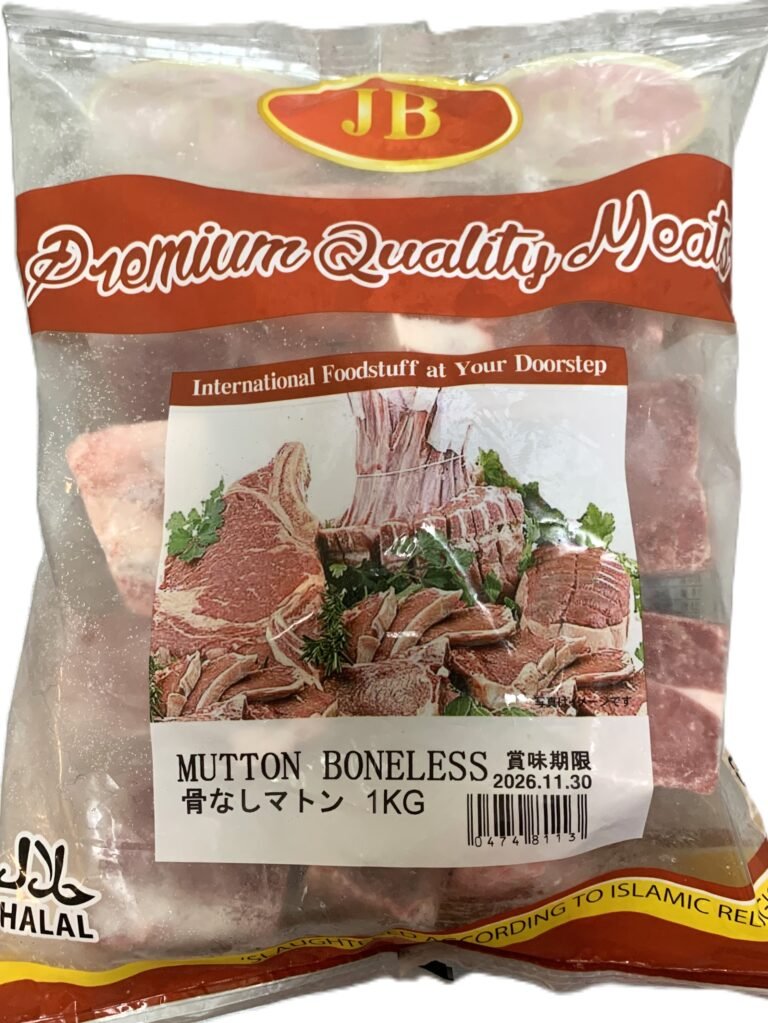 JB
Premium Quality Meats
International Foodstuff at Your Doorstep
写真はイメージです
MUTTON BONELESS
賞味期限
2026.11.30
骨なしマトン 1KG
04748113
حلال
HALAL
ACCORDING TO ISLAMIC